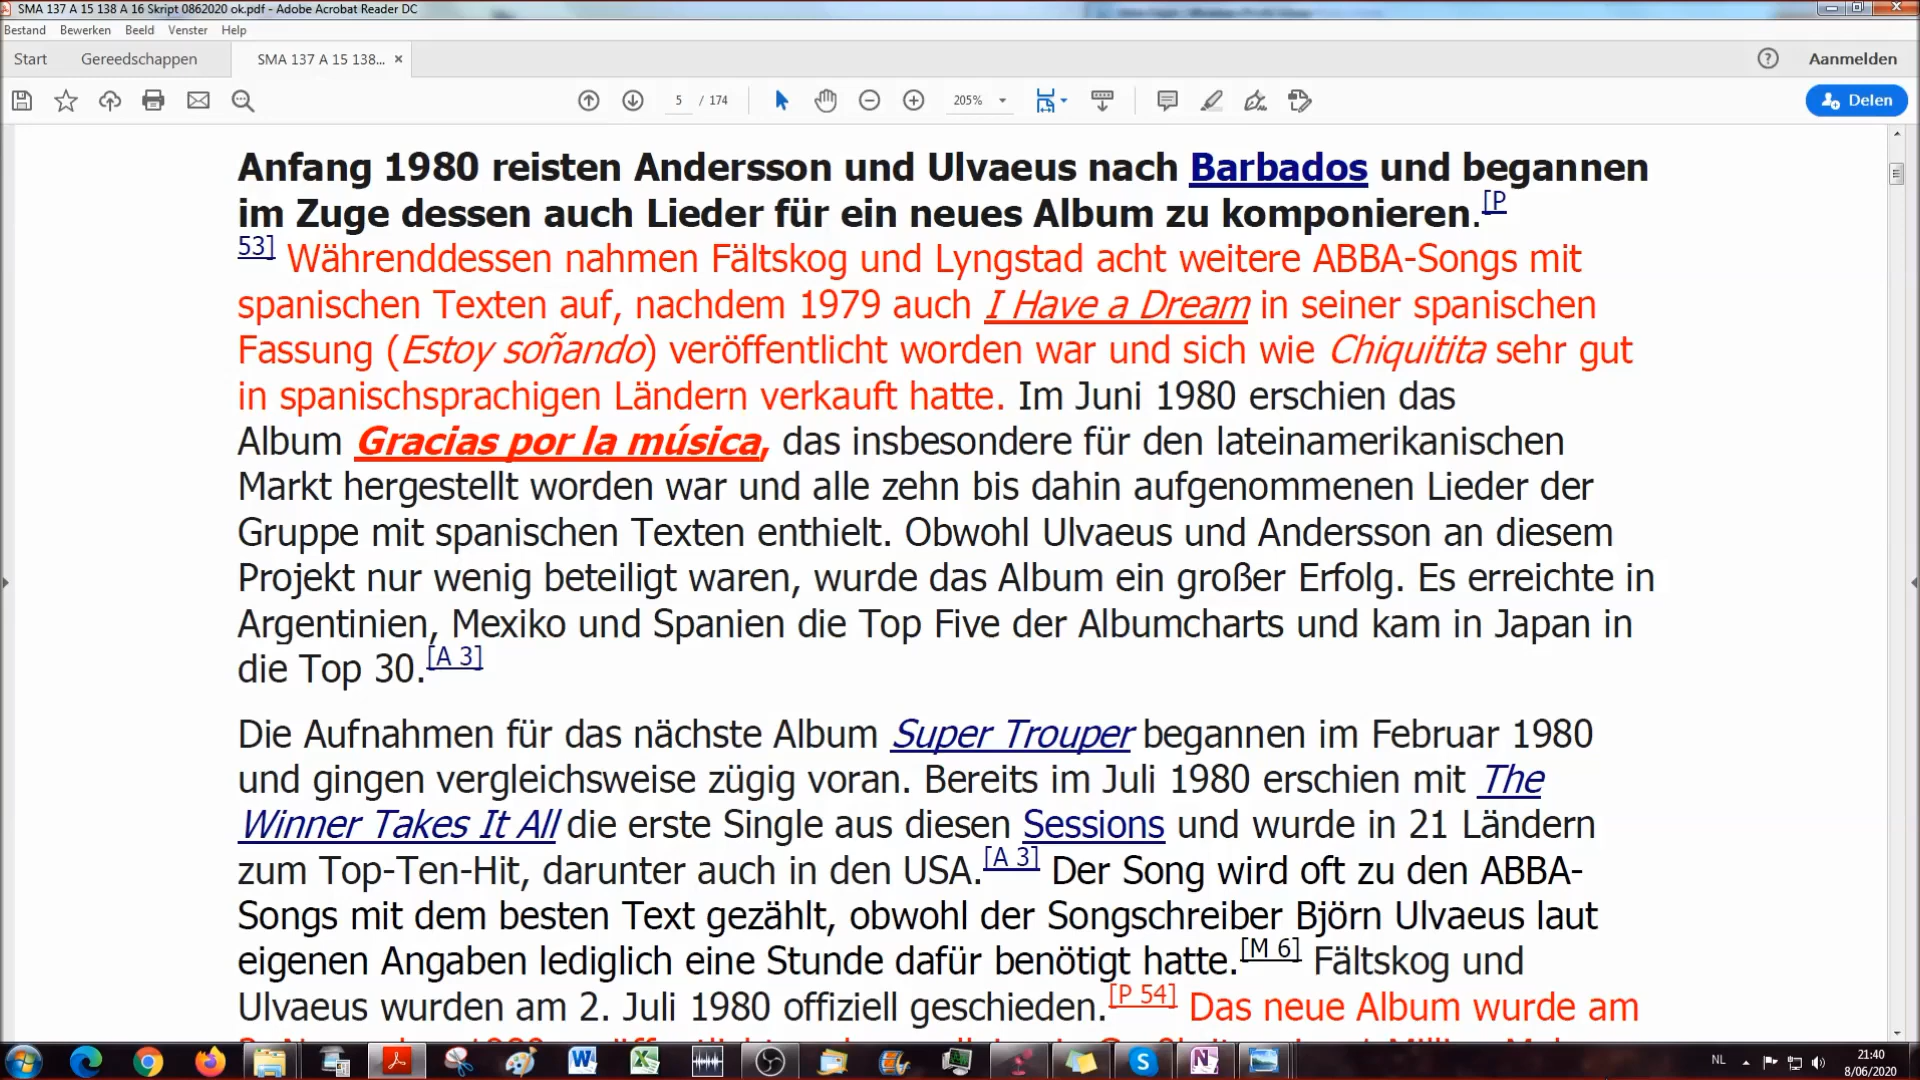 SMA 137 A 15 138 A 16 Skript 0862020 ok.pdf - Adobe Acrobat Reader DC
Bestand Bewerken Beeld Venster Help
Start Gereedschappen SMA 137 A 15 138... × Aanmelden
5 / 174 205% Delen
Anfang 1980 reisten Andersson und Ulvaeus nach Barbados und begannen
im Zuge dessen auch Lieder für ein neues Album zu komponieren.[P
53] Währenddessen nahmen Fältskog und Lyngstad acht weitere ABBA-Songs mit
spanischen Texten auf, nachdem 1979 auch I Have a Dream in seiner spanischen
Fassung (Estoy soñando) veröffentlicht worden war und sich wie Chiquitita sehr gut
in spanischsprachigen Ländern verkauft hatte. Im Juni 1980 erschien das
Album Gracias por la música, das insbesondere für den lateinamerikanischen
Markt hergestellt worden war und alle zehn bis dahin aufgenommenen Lieder der
Gruppe mit spanischen Texten enthielt. Obwohl Ulvaeus und Andersson an diesem
Projekt nur wenig beteiligt waren, wurde das Album ein großer Erfolg. Es erreichte in
Argentinien, Mexiko und Spanien die Top Five der Albumcharts und kam in Japan in
die Top 30.[A 3]
Die Aufnahmen für das nächste Album Super Trouper begannen im Februar 1980
und gingen vergleichsweise zügig voran. Bereits im Juli 1980 erschien mit The
Winner Takes It All die erste Single aus diesen Sessions und wurde in 21 Ländern
zum Top-Ten-Hit, darunter auch in den USA.[A 3] Der Song wird oft zu den ABBA-
Songs mit dem besten Text gezählt, obwohl der Songschreiber Björn Ulvaeus laut
eigenen Angaben lediglich eine Stunde dafür benötigt hatte.[M 6] Fältskog und
Ulvaeus wurden am 2. Juli 1980 offiziell geschieden.[P 54] Das neue Album wurde am
NL 21:40
8/06/2020